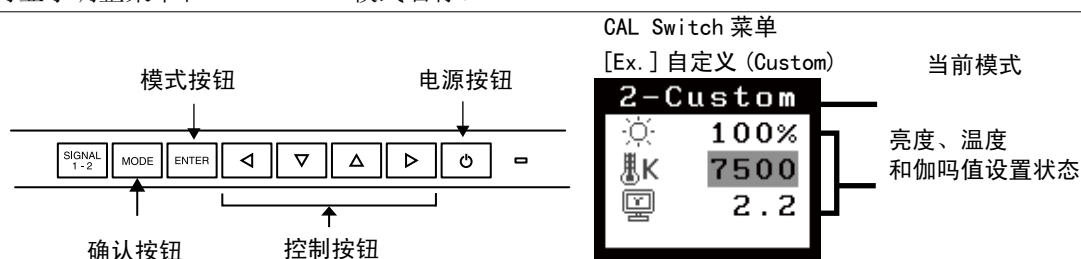 CAL Switch 菜单
[Ex.] 自定义 (Custom)
当前模式
模式按钮
电源按钮
2-Custom
100%
K
7500
2.2
亮度、温度
和伽吗值设置状态
SIGNAL
1-2
MODE
ENTER
确认按钮
控制按钮